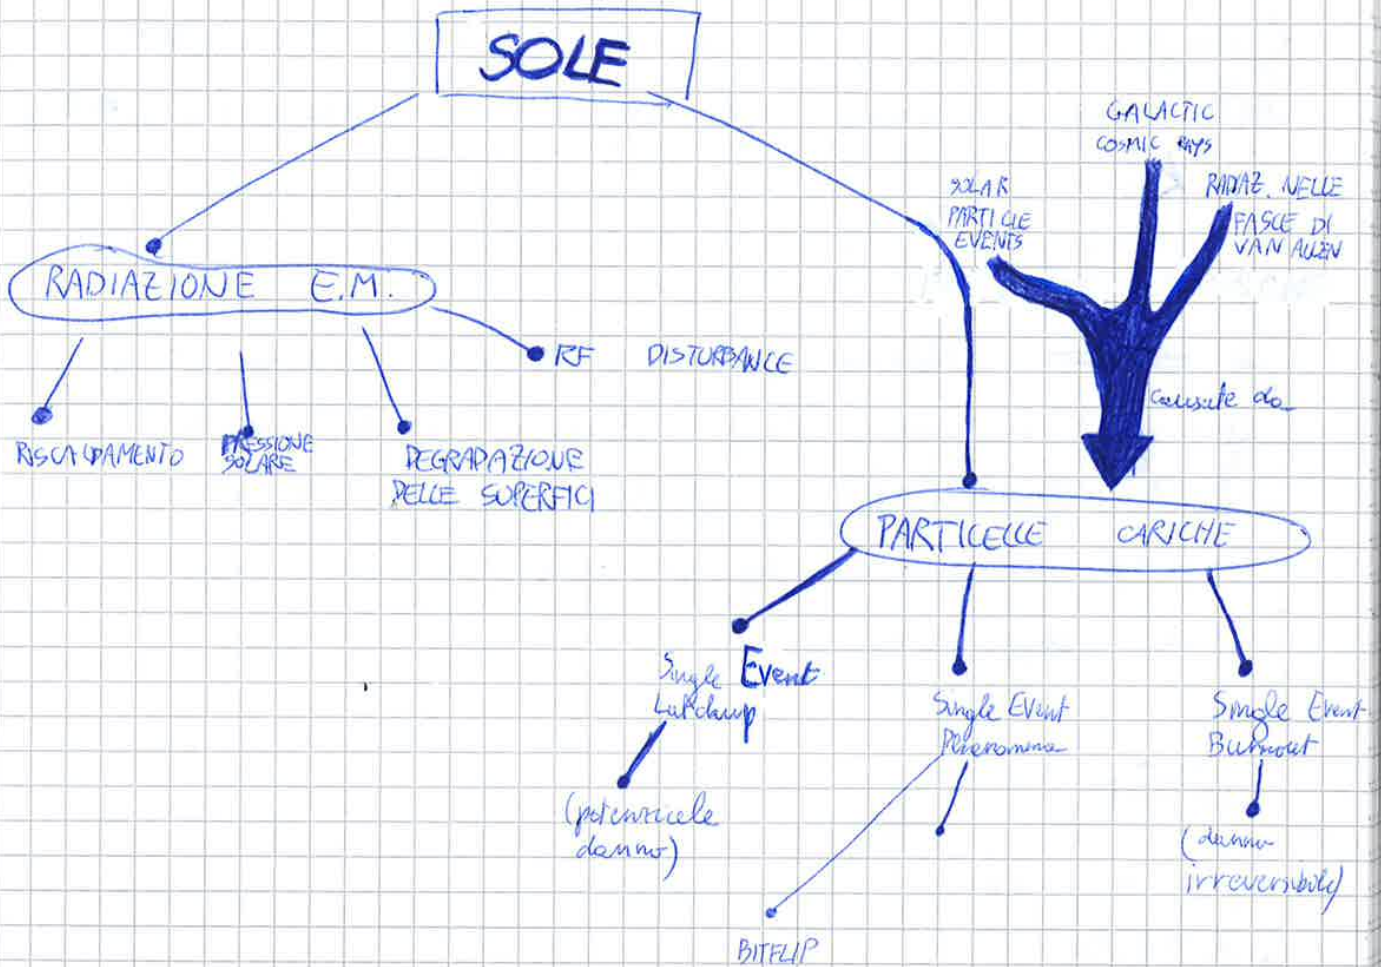 SOLE
GALACTIC
COSMIC RAYS
SOLAR
PARTICLE
EVENTS
RADIAZ. NELLE
FASCE DI
VAN ALLEN
RADIAZIONE E.M.
RF DISTURBANCE
causate da
RISCALDAMENTO
PRESSIONE
SOLARE
DEGRADAZIONE
DELLE SUPERFICI
PARTICELLE CARICHE
Single Event
Latchup
Single Event
Phenomena
Single Event
Burnout
(potenziale
danno)
(danno
irreversibile)
BITFLIP